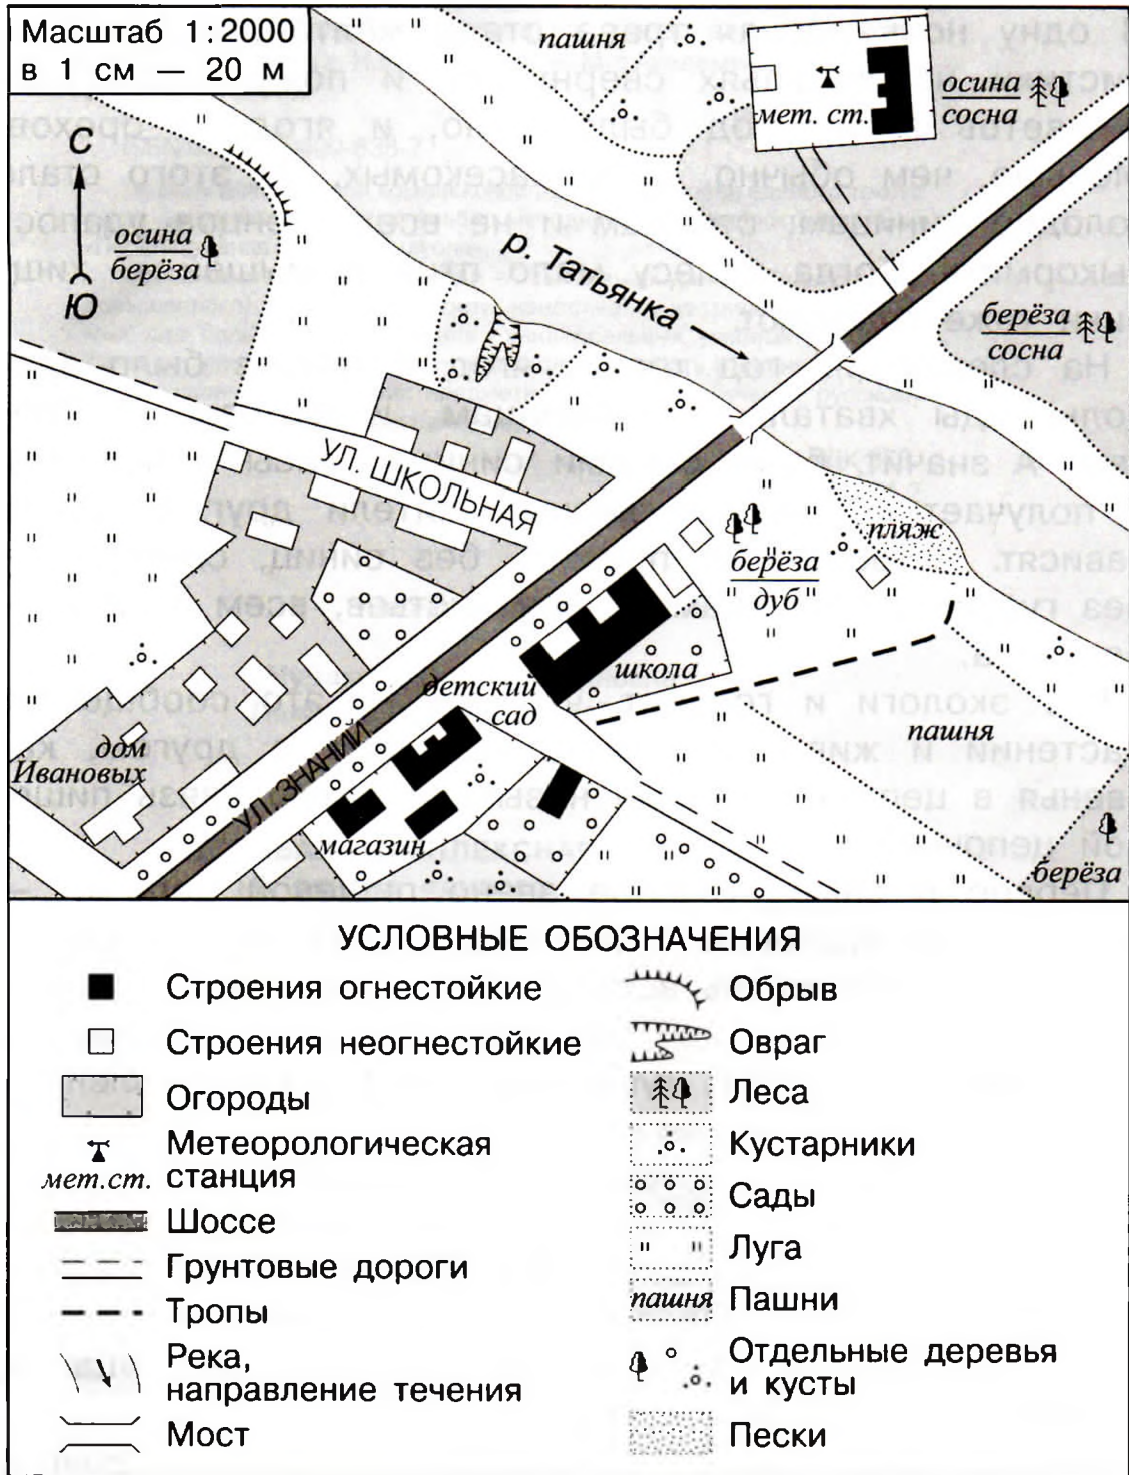 Масштаб 1:2000
в 1 см — 20 м
С
Ю
пашня
мет. ст.
осина
сосна
осина
берёза
р. Татьянка
берёза
сосна
УЛ. ШКОЛЬНАЯ
пляж
берёза
дуб
школа
детский
сад
пашня
дом
Ивановых
УЛ. ЗНАНИЙ
магазин
берёза
УСЛОВНЫЕ ОБОЗНАЧЕНИЯ
Строения огнестойкие
Строения неогнестойкие
Огороды
Метеорологическая
мет.ст. станция
Шоссе
Грунтовые дороги
Тропы
Река,
направление течения
Мост
Обрыв
Овраг
Леса
Кустарники
Сады
Луга
пашня Пашни
Отдельные деревья
и кусты
Пески